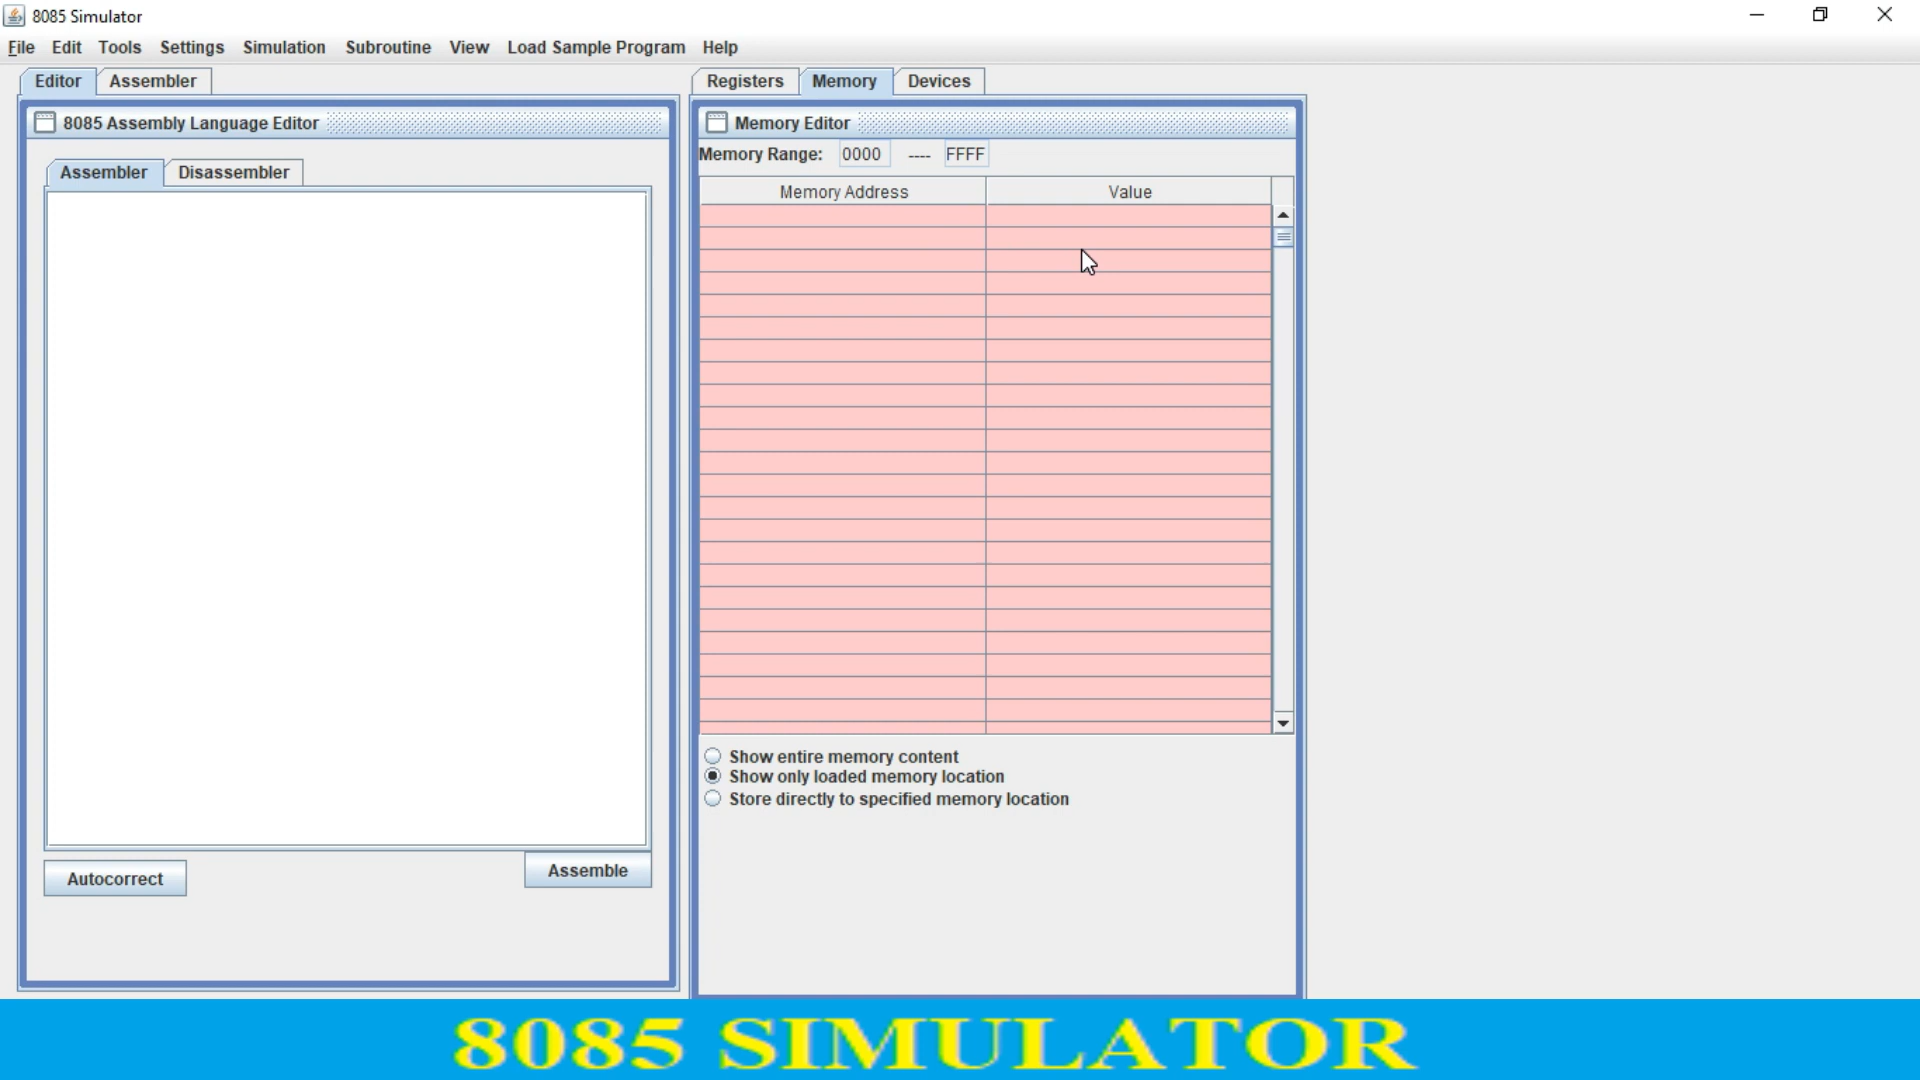 8085 Simulator
File Edit Tools Settings Simulation Subroutine View Load Sample Program Help
Editor Assembler
Registers Memory Devices
8085 Assembly Language Editor
Assembler Disassembler
Autocorrect
Assemble
Memory Editor
Memory Range: 0000 ---- FFFF
Memory Address Value
Show entire memory content
Show only loaded memory location
Store directly to specified memory location
8085 SIMULATOR